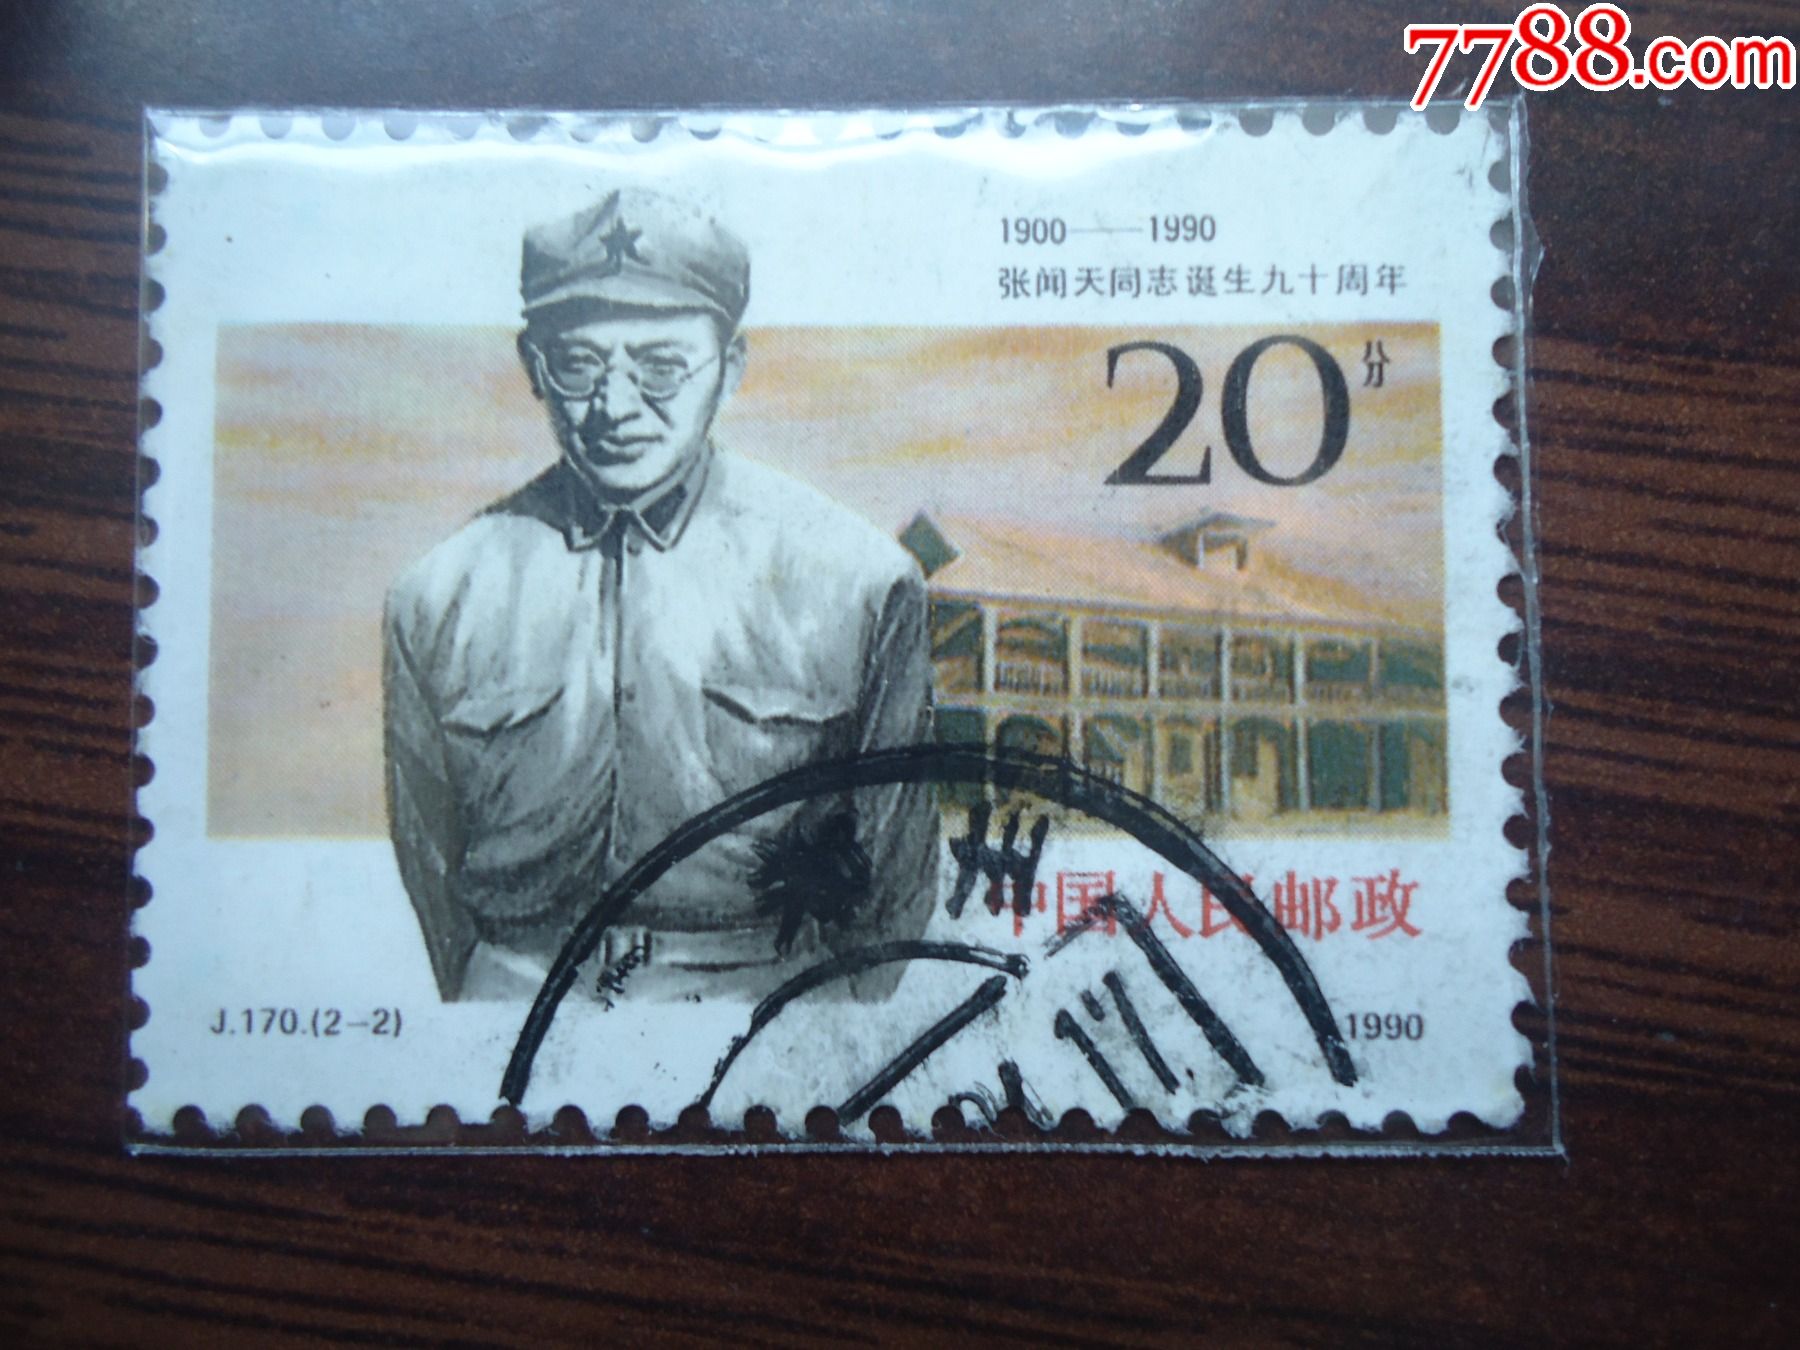 7788.com
1900——1990
张闻天同志诞生九十周年
20分
州
中国人民邮政
J.170.(2-2)
1990
17